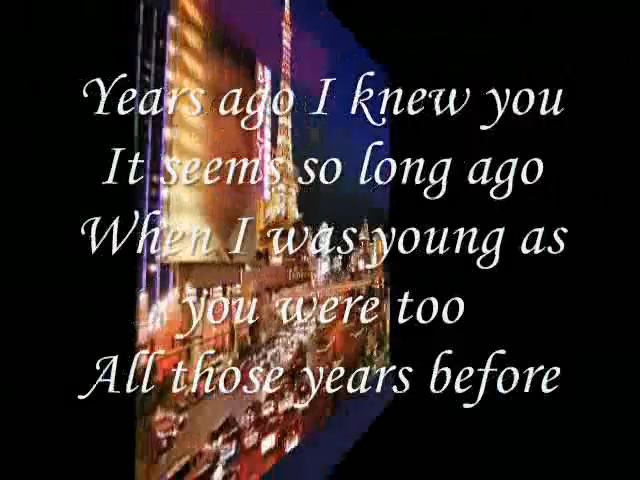 Years ago I knew you
It seems so long ago
When I was young as
you were too
All those years before